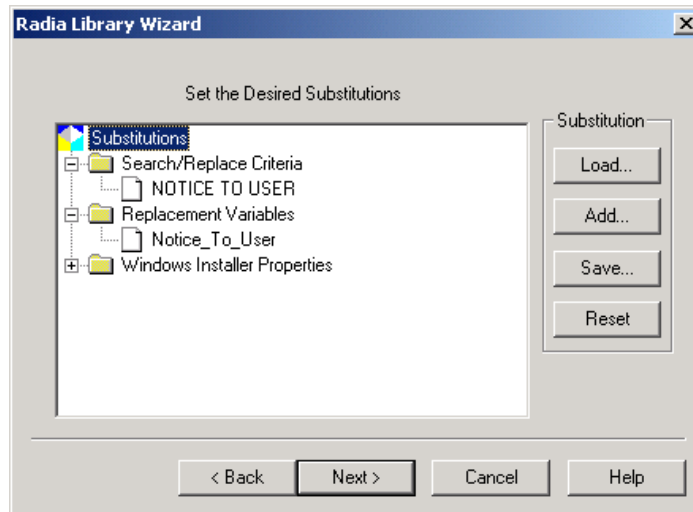 Radia Library Wizard
Set the Desired Substitutions
Substitutions
Search/Replace Criteria
NOTICE TO USER
Replacement Variables
Notice_To_User
Windows Installer Properties
Substitution
Load...
Add...
Save...
Reset
< Back
Next >
Cancel
Help